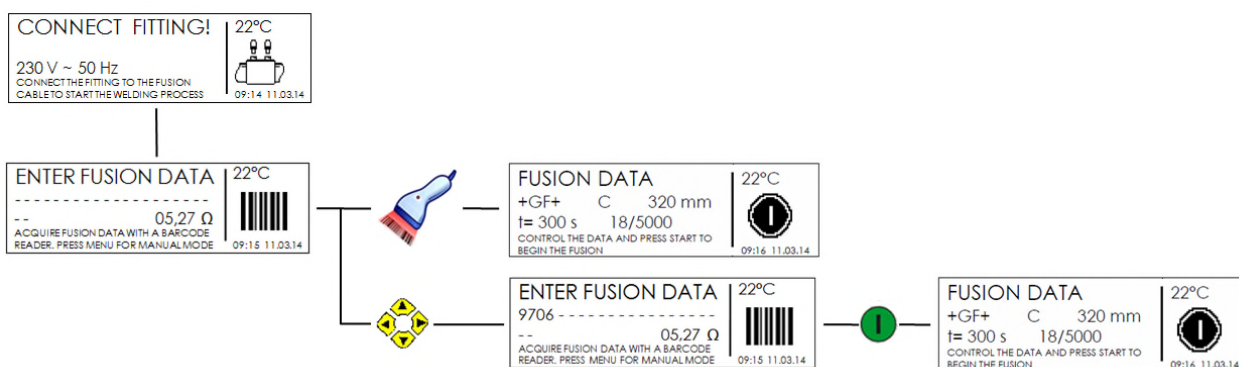 CONNECT FITTING!
22°C
230 V ~ 50 Hz
CONNECT THE FITTING TO THE FUSION
CABLE TO START THE WELDING PROCESS
09:14 11.03.14
ENTER FUSION DATA
22°C
- - - - - - - - - - - - - - - - - - - -
- - 05,27 Ω
ACQUIRE FUSION DATA WITH A BARCODE
READER. PRESS MENU FOR MANUAL MODE
09:15 11.03.14
FUSION DATA
22°C
+GF+ C 320 mm
t= 300 s 18/5000
CONTROL THE DATA AND PRESS START TO
BEGIN THE FUSION
09:16 11.03.14
ENTER FUSION DATA
22°C
9706 - - - - - - - - - - - - - - - -
- - 05,27 Ω
ACQUIRE FUSION DATA WITH A BARCODE
READER. PRESS MENU FOR MANUAL MODE
09:15 11.03.14
FUSION DATA
22°C
+GF+ C 320 mm
t= 300 s 18/5000
CONTROL THE DATA AND PRESS START TO
BEGIN THE FUSION
09:16 11.03.14